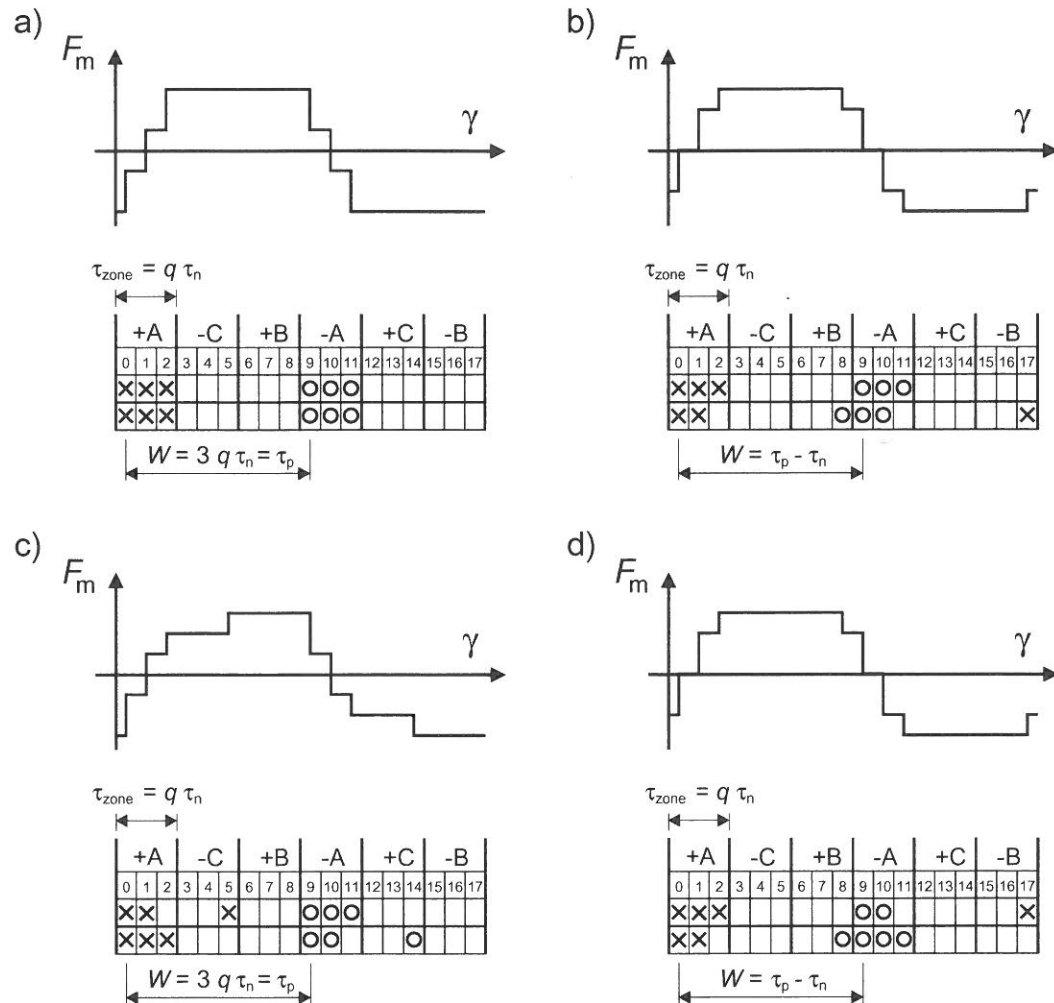 a)
F_m
γ
τ_zone = q τ_n
+A -C +B -A +C -B
0 1 2 3 4 5 6 7 8 9 10 11 12 13 14 15 16 17
X X X O O O
X X X O O O
W = 3 q τ_n = τ_p
b)
F_m
γ
τ_zone = q τ_n
+A -C +B -A +C -B
0 1 2 3 4 5 6 7 8 9 10 11 12 13 14 15 16 17
X X X O O O
X X O O O X
W = τ_p - τ_n
c)
F_m
γ
τ_zone = q τ_n
+A -C +B -A +C -B
0 1 2 3 4 5 6 7 8 9 10 11 12 13 14 15 16 17
X X X O O O
X X X O O O
W = 3 q τ_n = τ_p
d)
F_m
γ
τ_zone = q τ_n
+A -C +B -A +C -B
0 1 2 3 4 5 6 7 8 9 10 11 12 13 14 15 16 17
X X X O O X
X X O O O O
W = τ_p - τ_n